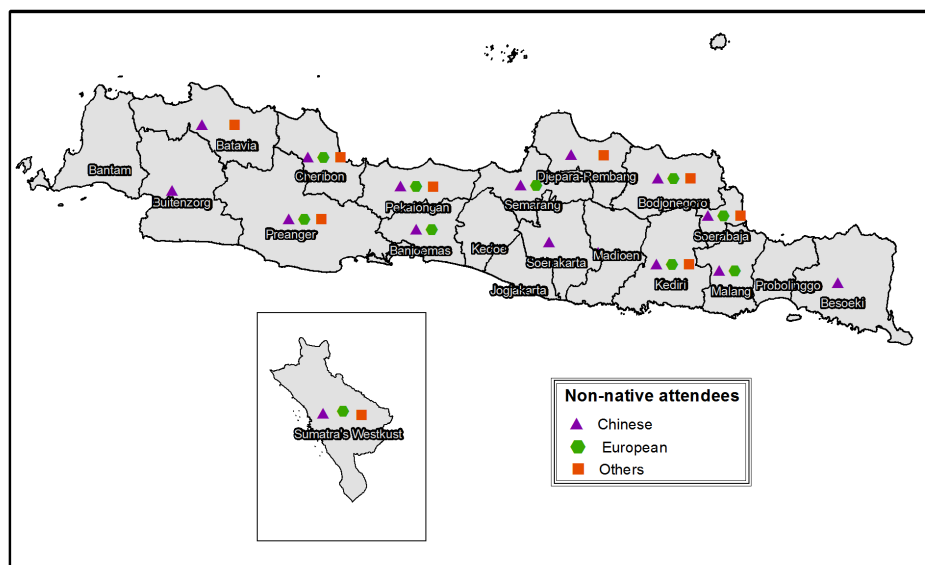 Batavia
Bantam
Cheribon
Djepara-Rembang
Buitenzorg
Pekalongan
Semarang
Bodjonegoro
Preanger
Banjoemas
Kedoe
Soerakarta
Madioen
Soerabaja
Jogjakarta
Kediri
Malang
Probolinggo
Besoeki
Sumatra's Westkust
Non-native attendees
Chinese
European
Others